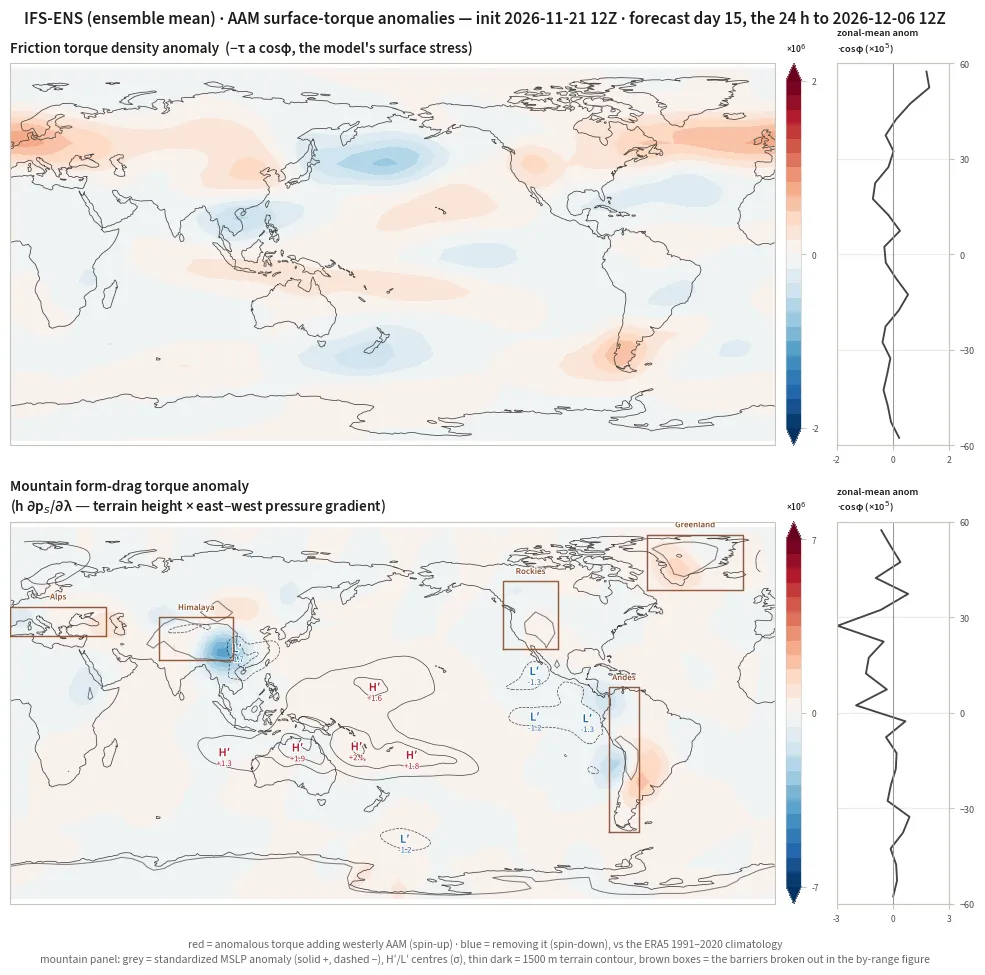 IFS-ENS (ensemble mean) · AAM surface-torque anomalies — init 2026-11-21 12Z · forecast day 15, the 24 h to 2026-12-06 12Z
Friction torque density anomaly (−τ a cosϕ, the model's surface stress)
×10⁶
zonal-mean anom
·cosϕ (×10⁵)
2
0
-2
60
30
0
−30
−60
-2
0
2
Mountain form-drag torque anomaly
(h ∂pₛ/∂λ — terrain height × east–west pressure gradient)
×10⁶
zonal-mean anom
·cosϕ (×10⁵)
Greenland
Rockies
Alps
Himalaya
Andes
L′
-1.3
H′
+1.6
L′
-1.2
L′
-1.3
H′
+1.3
H′
+1.9
H′
H′
+1.8
L′
-1.2
7
0
-7
60
30
0
−30
−60
-3
0
3
red = anomalous torque adding westerly AAM (spin-up) · blue = removing it (spin-down), vs the ERA5 1991–2020 climatology
mountain panel: grey = standardized MSLP anomaly (solid +, dashed −), H′/L′ centres (σ), thin dark = 1500 m terrain contour, brown boxes = the barriers broken out in the by-range figure